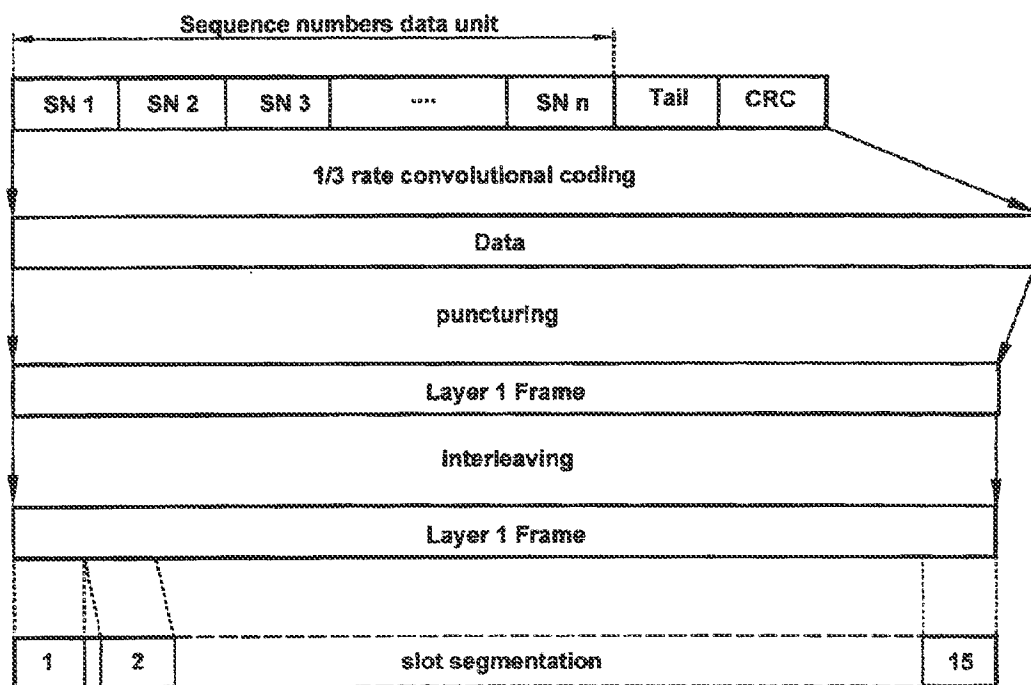 Sequence numbers data unit
SN 1 SN 2 SN 3 .... SN n Tail CRC
1/3 rate convolutional coding
Data
puncturing
Layer 1 Frame
interleaving
Layer 1 Frame
1 2 slot segmentation 15